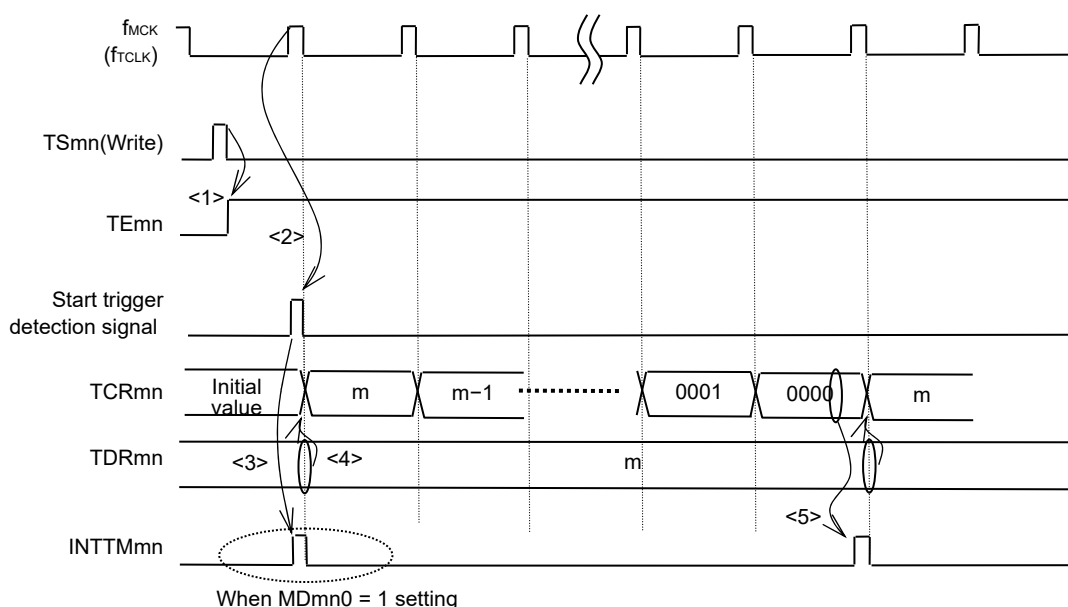 fMCK
(fTCLK)
TSmn(Write)
<1>
TEmn
<2>
Start trigger
detection signal
TCRmn
Initial
value
m
m−1
0001
0000
m
TDRmn
<3>
<4>
m
<5>
INTTMmn
When MDmn0 = 1 setting